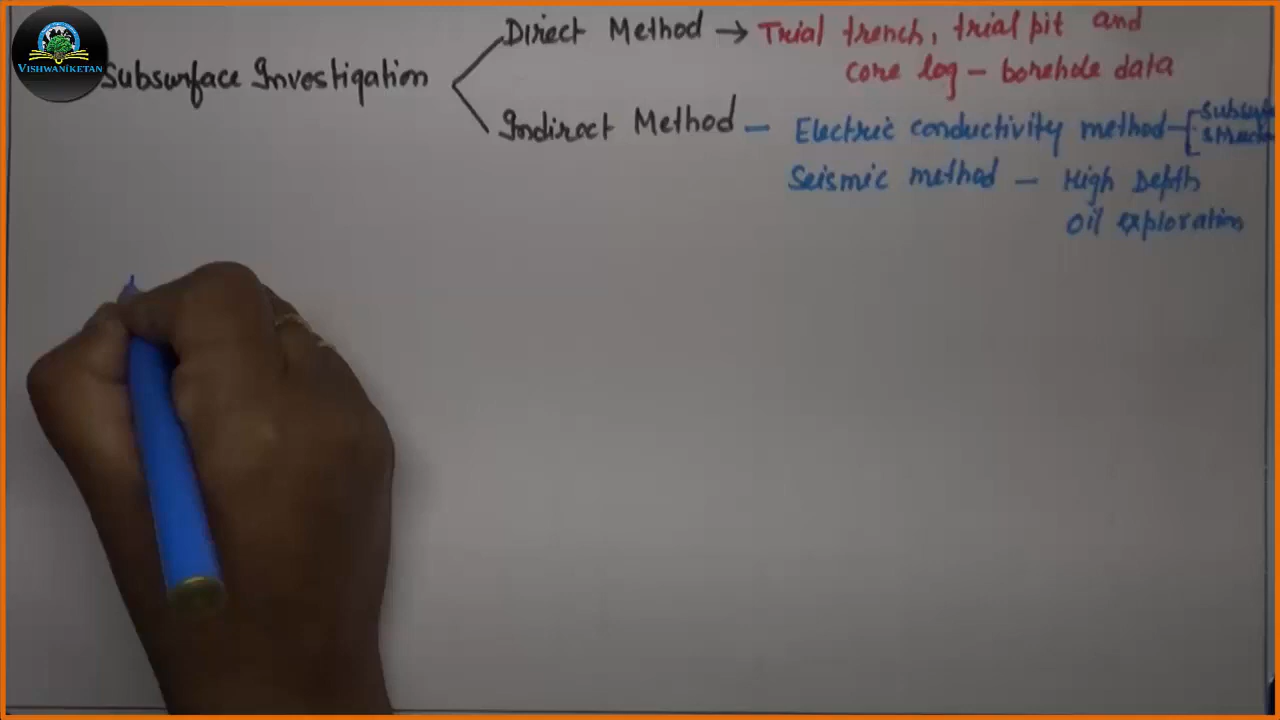 VISHWANIKETAN
Subsurface Investigation
Direct Method → Trial trench, trial pit and
core log - borehole data
Indirect Method - Electric conductivity method -
Seismic method - High Depth
Oil exploration